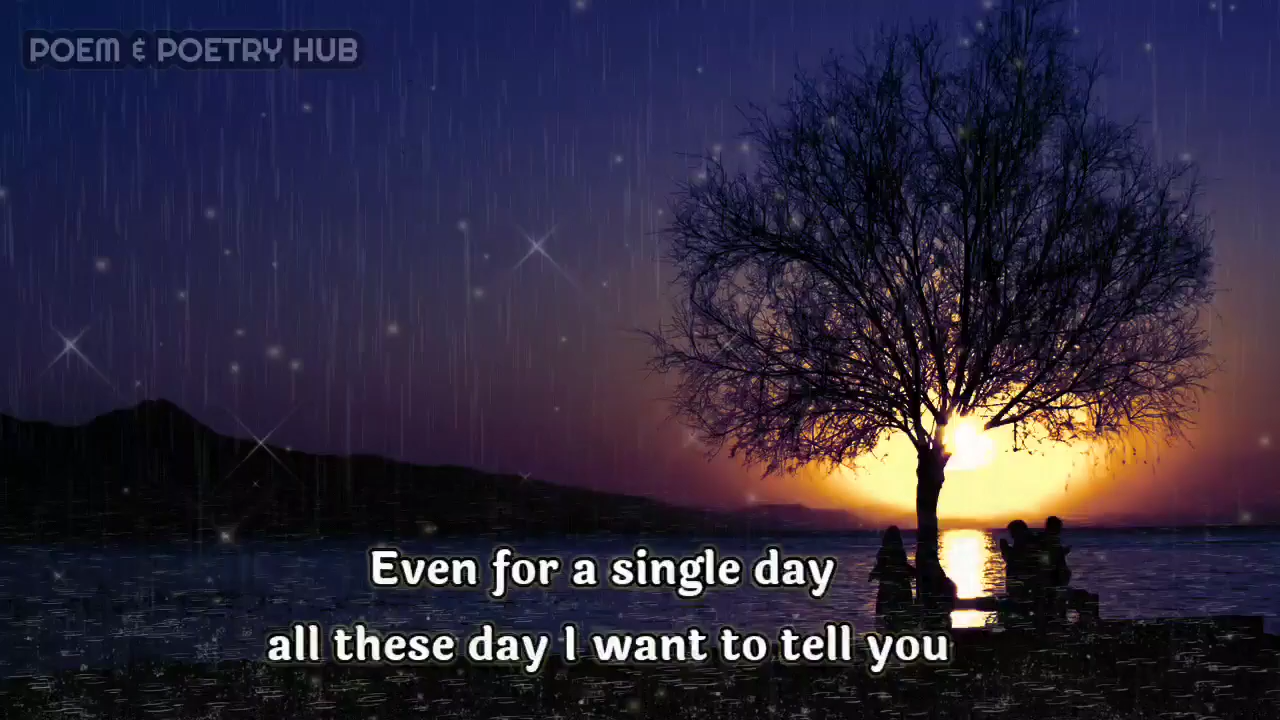 POEM & POETRY HUB
Even for a single day
all these day I want to tell you